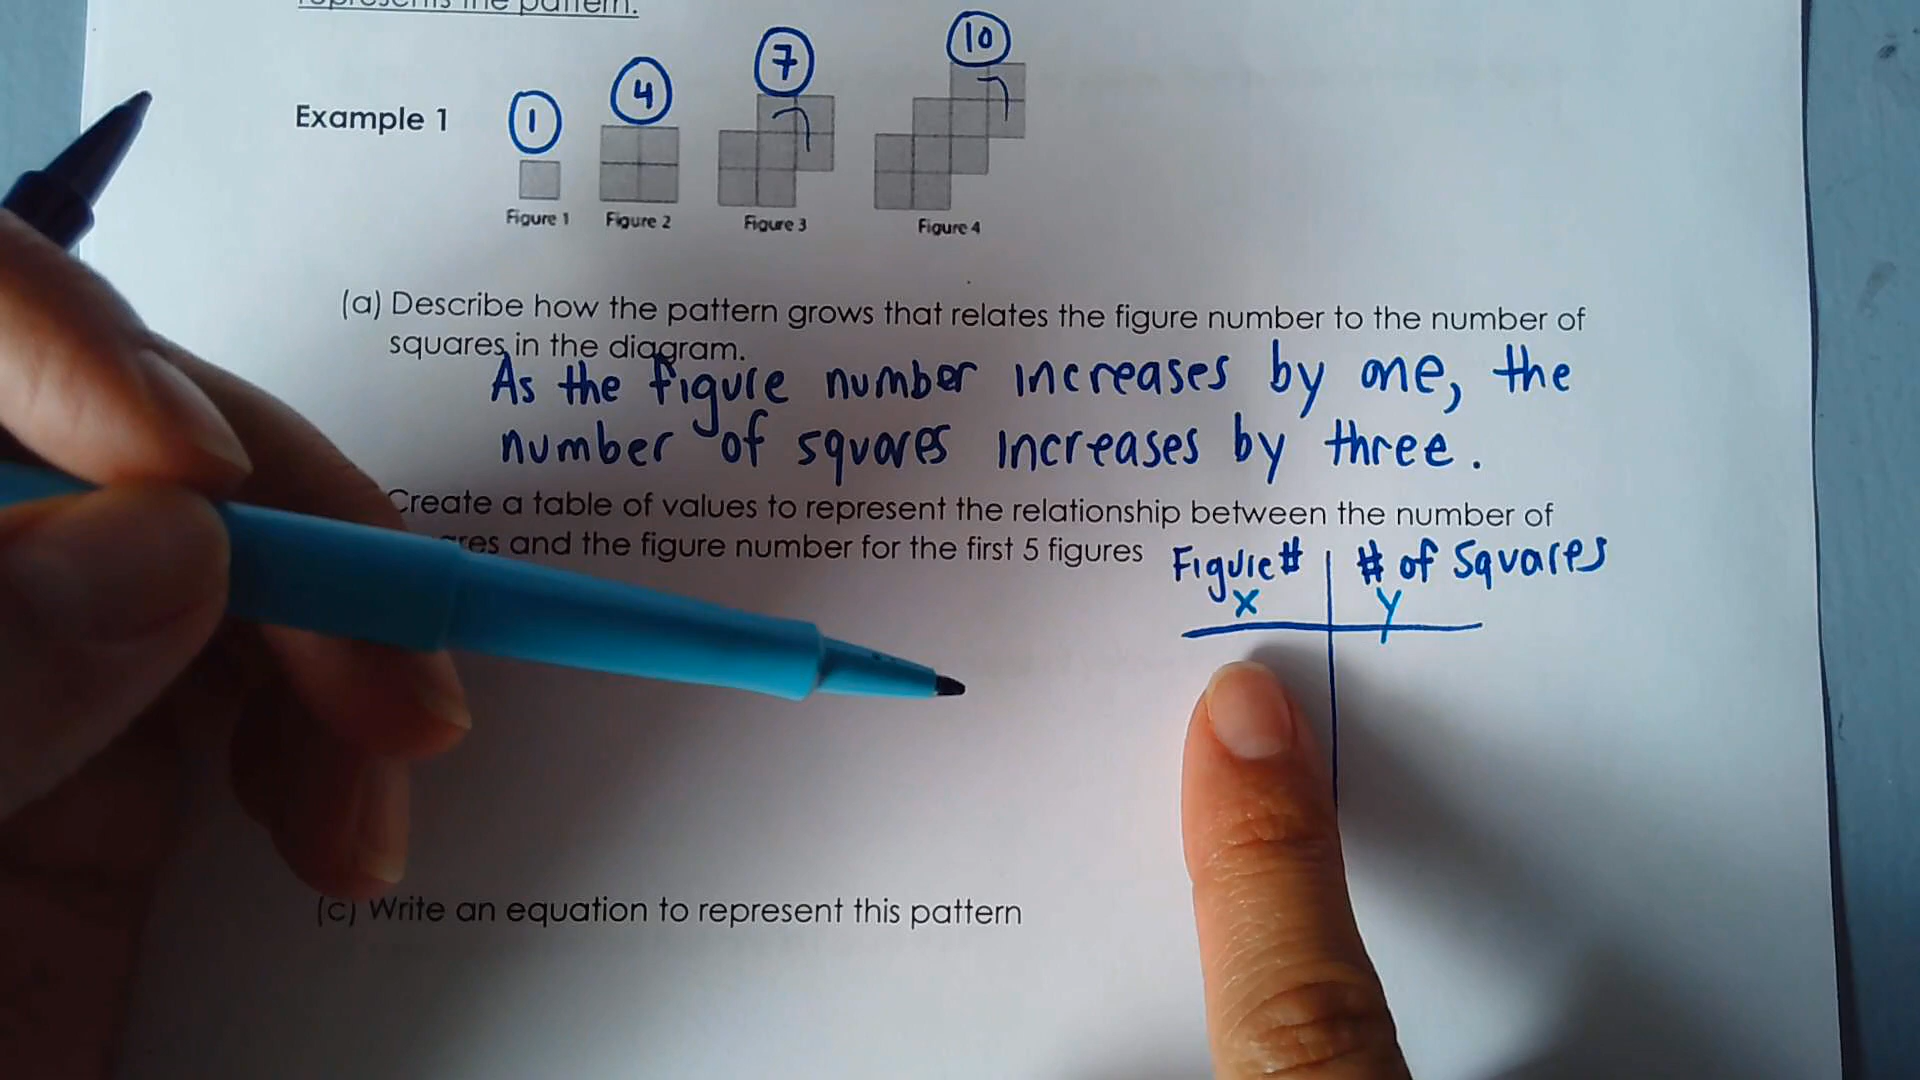 represents the pattern.
1 4 7 10
Example 1
Figure 1 Figure 2 Figure 3 Figure 4
(a) Describe how the pattern grows that relates the figure number to the number of
squares in the diagram.
As the figure number increases by one, the
number of squares increases by three.
Create a table of values to represent the relationship between the number of
res and the figure number for the first 5 figures
Figure # # of Squares
x y
(c) Write an equation to represent this pattern